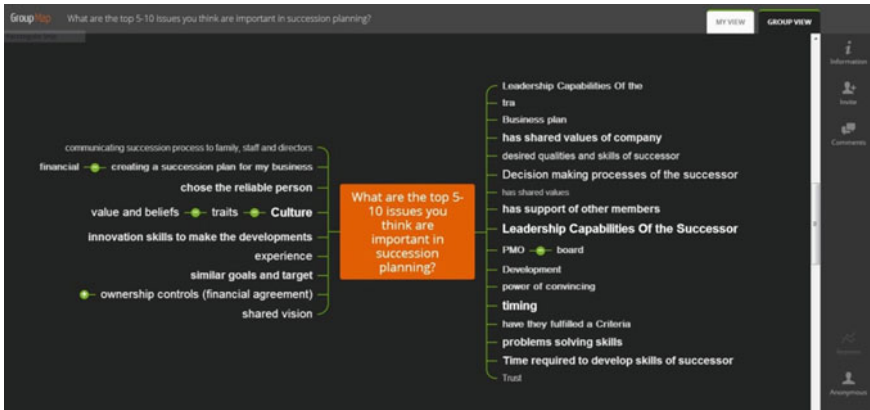 GroupMap What are the top 5-10 Issues you think are important in succession planning?
MY VIEW GROUP VIEW
Information
Invite
Comments
Anonymous
communicating succession process to family, staff and directors
financial creating a succession plan for my business
chose the reliable person
value and beliefs traits Culture
innovation skills to make the developments
experience
similar goals and target
ownership controls (financial agreement)
shared vision
What are the top 5-
10 issues you
think are
important in
succession
planning?
Leadership Capabilities Of the
tra
Business plan
has shared values of company
desired qualities and skills of successor
Decision making processes of the successor
has shared values
has support of other members
Leadership Capabilities Of the Successor
PMO board
Development
power of convincing
timing
have they fulfilled a Criteria
problems solving skills
Time required to develop skills of successor
Trust